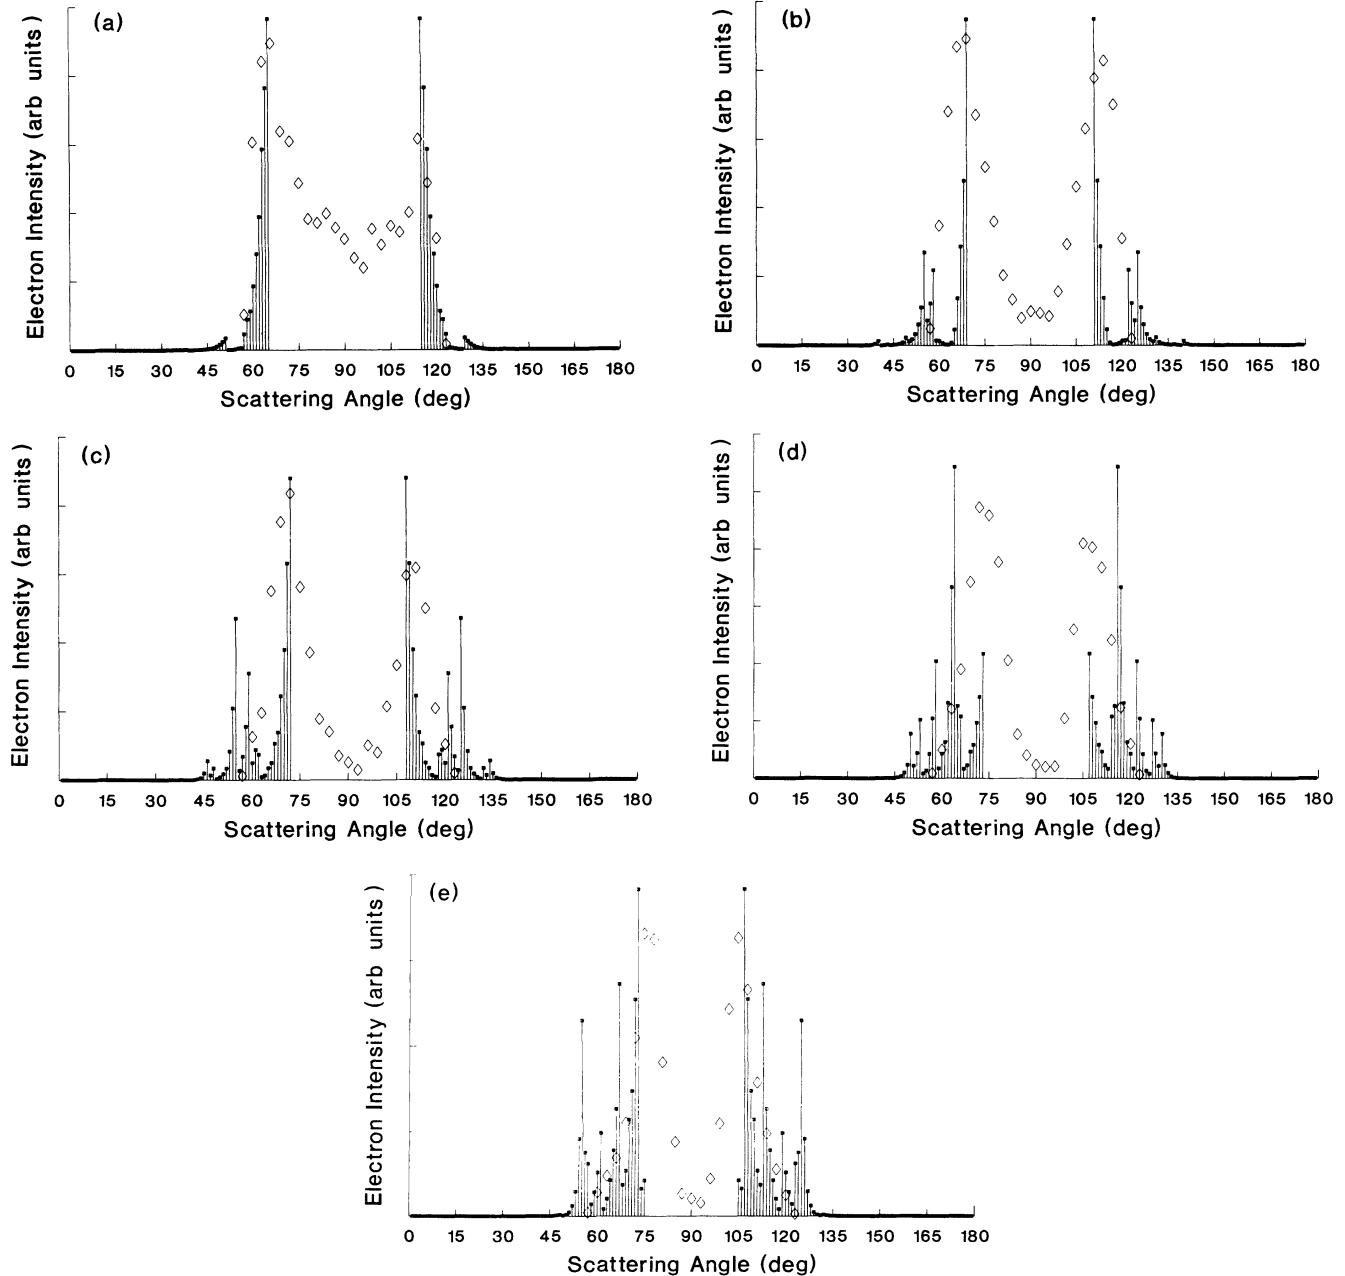 (a)
Electron Intensity (arb units)
0 15 30 45 60 75 90 105 120 135 150 165 180
Scattering Angle (deg)
(b)
Electron Intensity (arb units)
0 15 30 45 60 75 90 105 120 135 150 165 180
Scattering Angle (deg)
(c)
Electron Intensity (arb units)
0 15 30 45 60 75 90 105 120 135 150 165 180
Scattering Angle (deg)
(d)
Electron Intensity (arb units)
0 15 30 45 60 75 90 105 120 135 150 165 180
Scattering Angle (deg)
(e)
Electron Intensity (arb units)
0 15 30 45 60 75 90 105 120 135 150 165 180
Scattering Angle (deg)